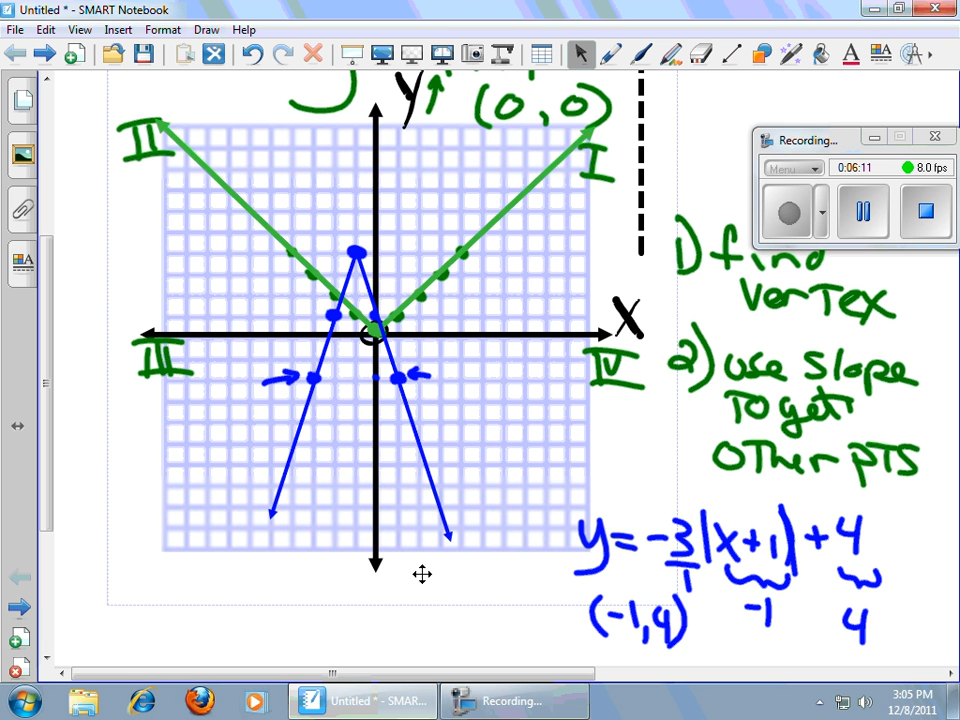 Untitled * - SMART Notebook
File Edit View Insert Format Draw Help
Y
(0,0)
II
I
Recording...
Menu 0:06:11 8.0 fps
1) find
vertex
X
III
IV
2) use slope
To get
other pts
y = -3/1 |x+1| + 4
(-1,4) -1 4
Untitled * - SMAR...
Recording...
3:05 PM
12/8/2011